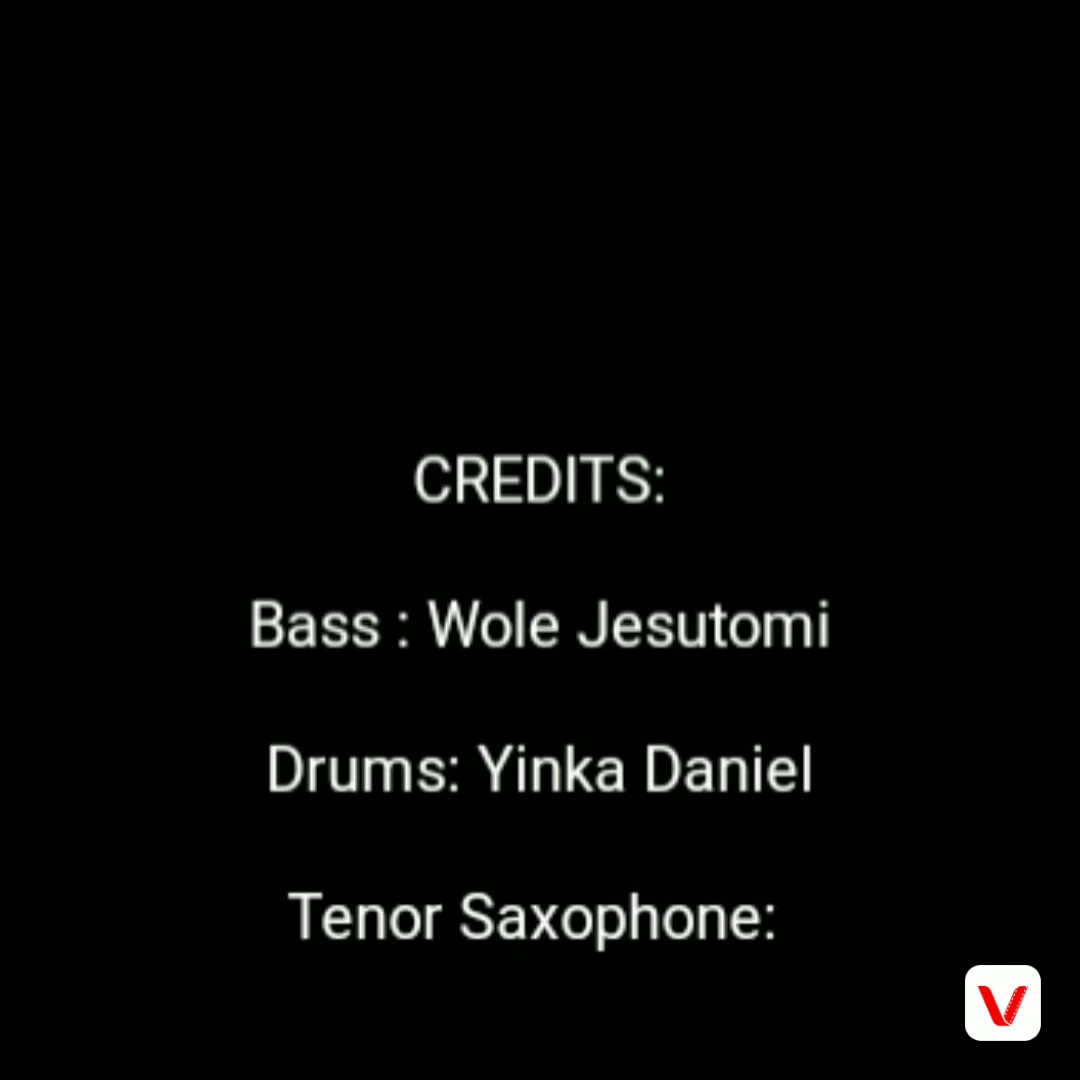 CREDITS:
Bass : Wole Jesutomi
Drums: Yinka Daniel
Tenor Saxophone:
V